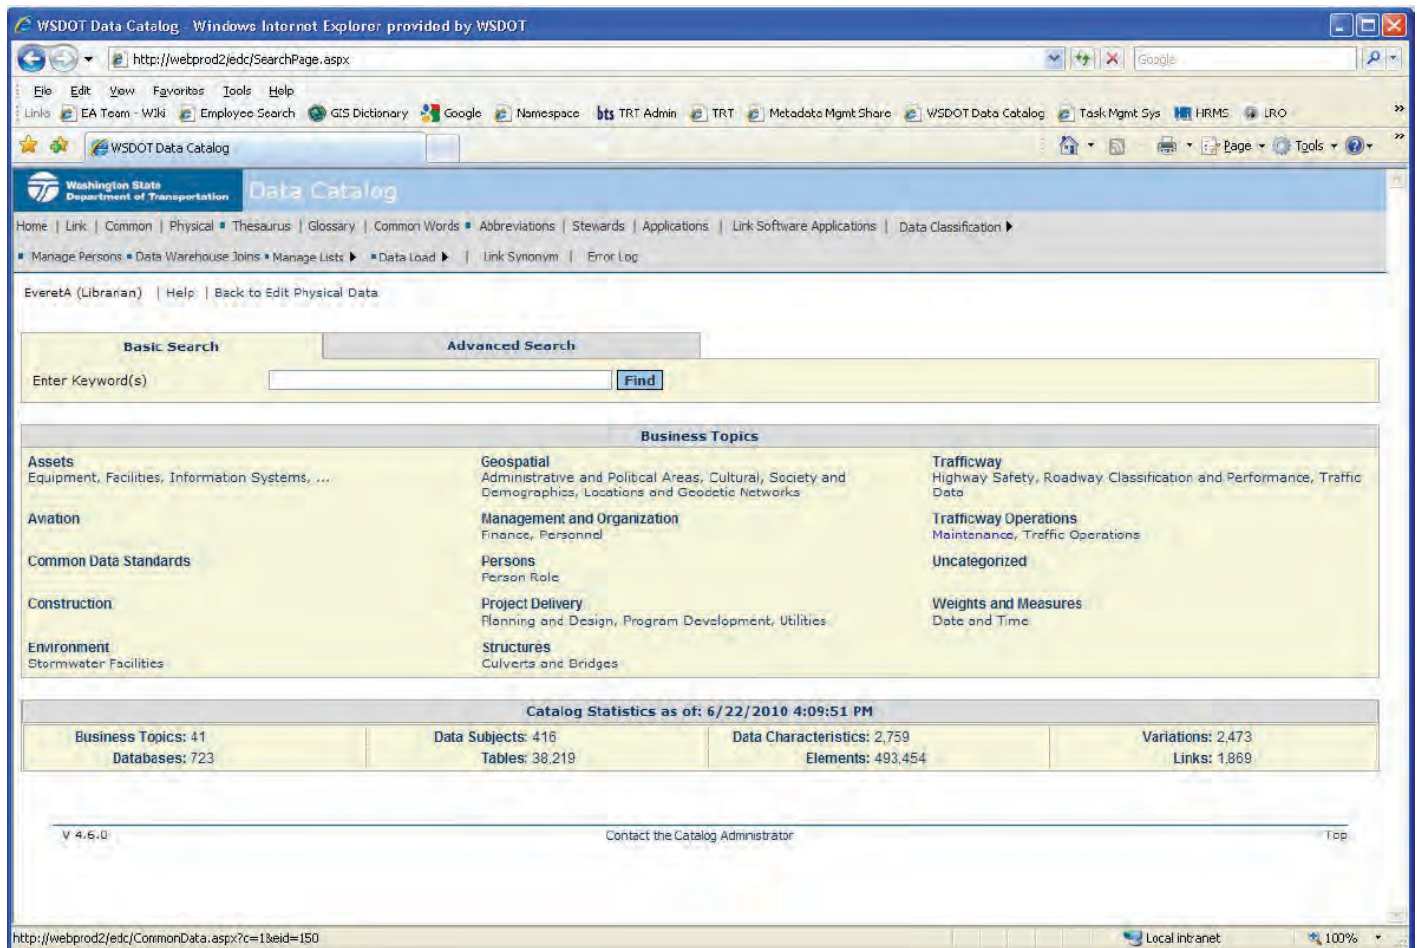 WSDOT Data Catalog - Windows Internet Explorer provided by WSDOT
http://webprod2/edc/SearchPage.aspx
Google
File Edit View Favorites Tools Help
Links EA Team - Wiki Employee Search GIS Dictionary Google Namespace bts TRT Admin TRT Metadata Mgmt Share WSDOT Data Catalog Task Mgmt Sys HR HRMS LRO »
WSDOT Data Catalog Page Tools »
Washington State
Department of Transportation
Data Catalog
Home | Link | Common | Physical ▪ Thesaurus | Glossary | Common Words ▪ Abbreviations | Stewards | Applications | Link Software Applications | Data Classification ▶
▪ Manage Persons ▪ Data Warehouse Joins ▪ Manage Lists ▶ ▪ Data Load ▶ | Link Synonym | Error Log
EveretA (Librarian) | Help | Back to Edit Physical Data
Basic Search Advanced Search
Enter Keyword(s) Find
Business Topics
Assets
Equipment, Facilities, Information Systems, ...
Aviation
Common Data Standards
Construction
Environment
Stormwater Facilities
Geospatial
Administrative and Political Areas, Cultural, Society and
Demographics, Locations and Geodetic Networks
Management and Organization
Finance, Personnel
Persons
Person Role
Project Delivery
Planning and Design, Program Development, Utilities
Structures
Culverts and Bridges
Trafficway
Highway Safety, Roadway Classification and Performance, Traffic
Data
Trafficway Operations
Maintenance, Traffic Operations
Uncategorized
Weights and Measures
Date and Time
Catalog Statistics as of: 6/22/2010 4:09:51 PM
Business Topics: 41 Data Subjects: 416 Data Characteristics: 2,759 Variations: 2,473
Databases: 723 Tables: 38,219 Elements: 493,454 Links: 1,869
V 4.6.0 Contact the Catalog Administrator Top
http://webprod2/edc/CommonData.aspx?c=1&eid=150 Local intranet 100%